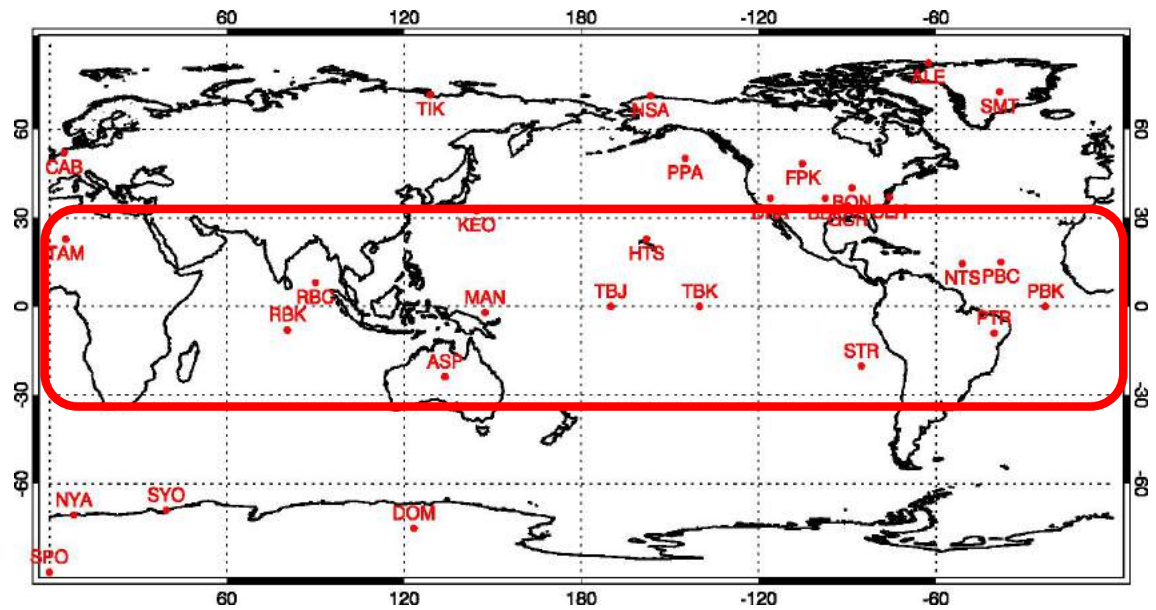 60 120 180 -120 -60
ALE
TIK NSA SMT
60 60
CAB PPA FPK
BON
30 30
KEO
TAM HTS
NTS PBC
RBC MAN TBJ TBK PBK
0 0
RBK PTR
ASP STR
-30 -30
-60 -60
NYA SYO
DOM
SPO
60 120 180 -120 -60